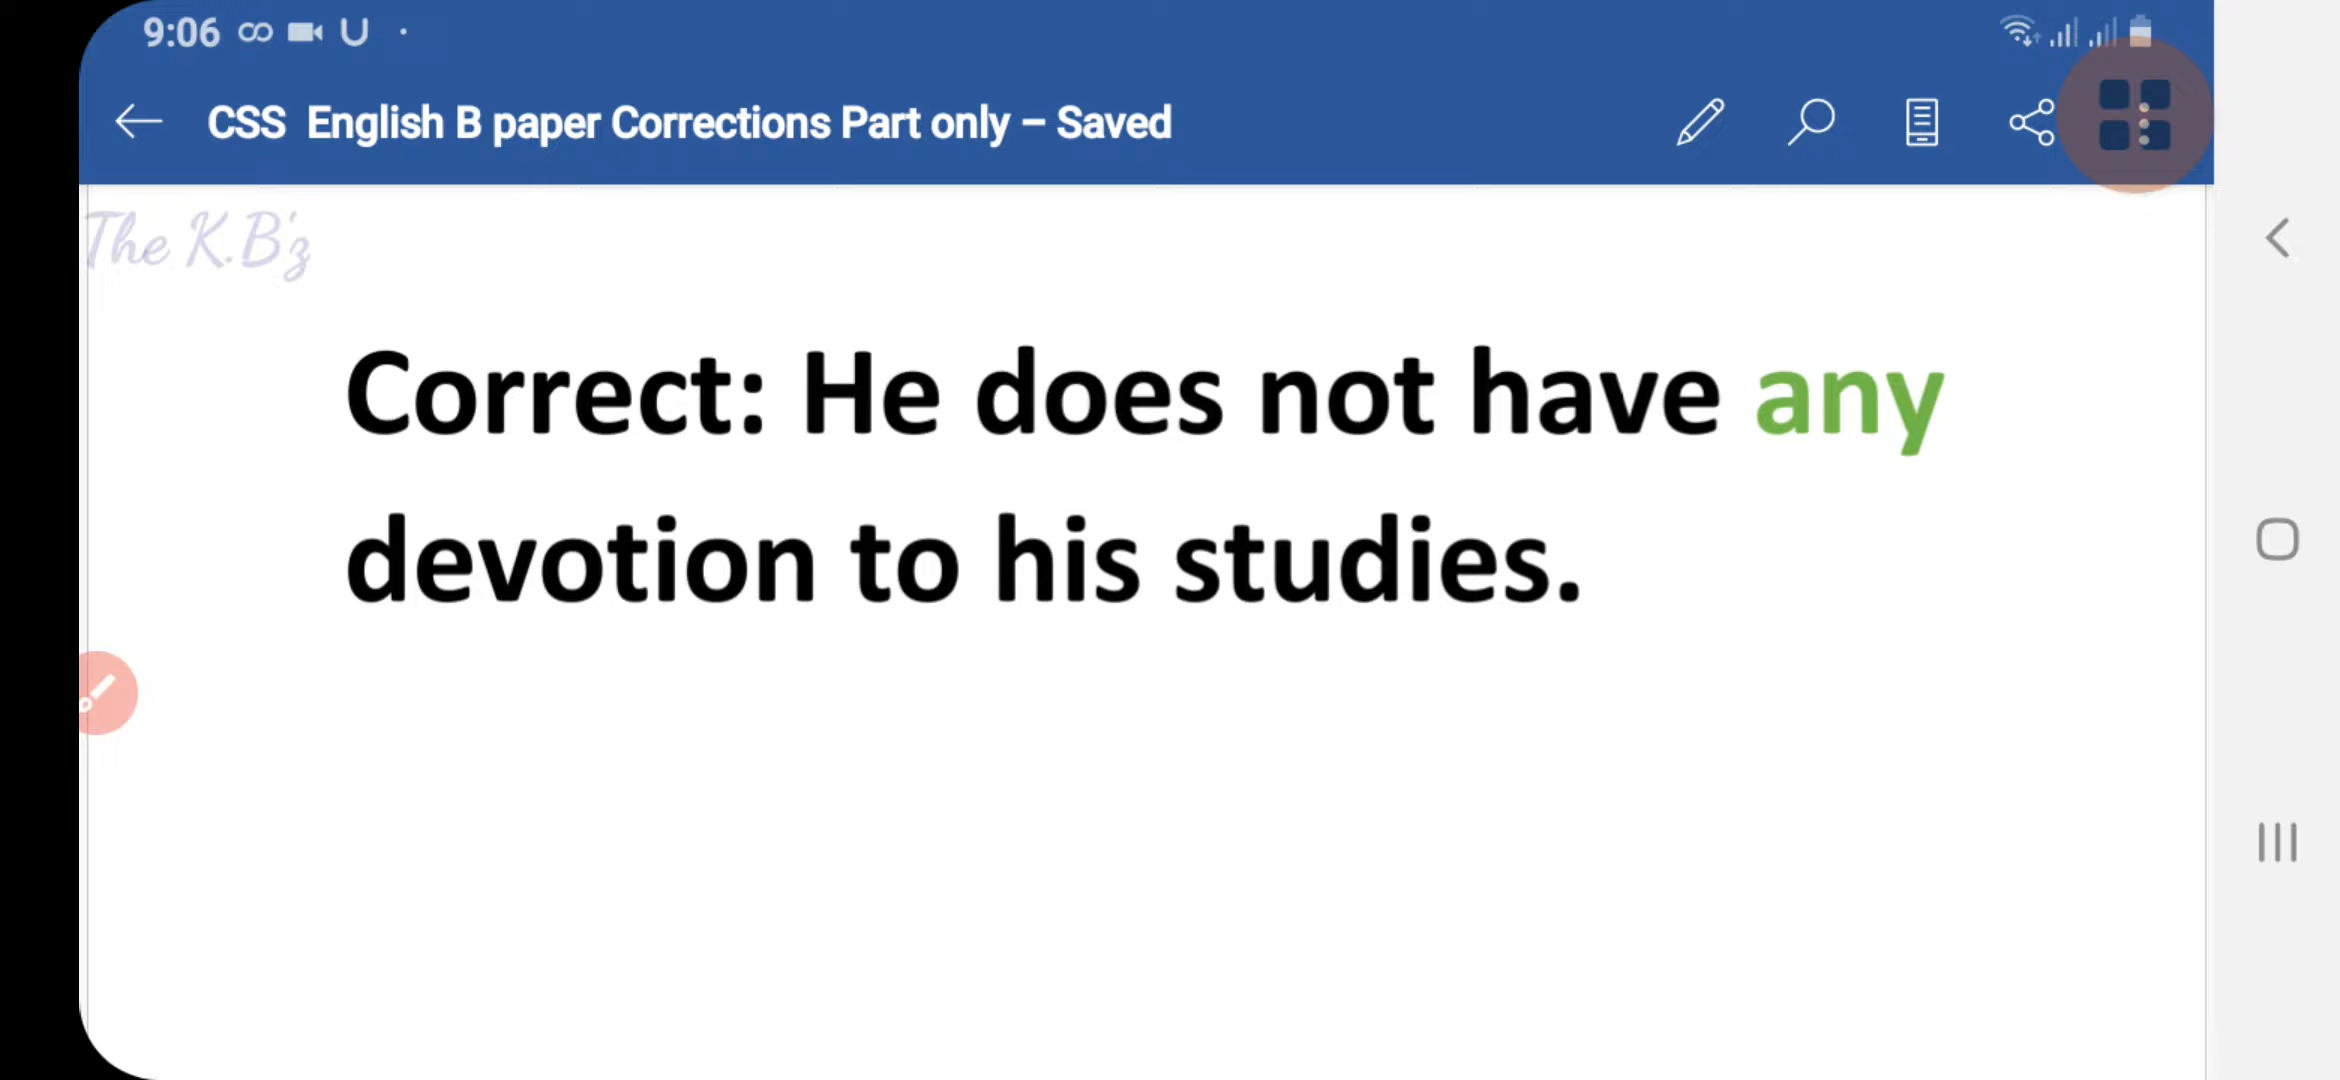 9:06
CSS English B paper Corrections Part only – Saved
The K.B'z
Correct: He does not have any
devotion to his studies.